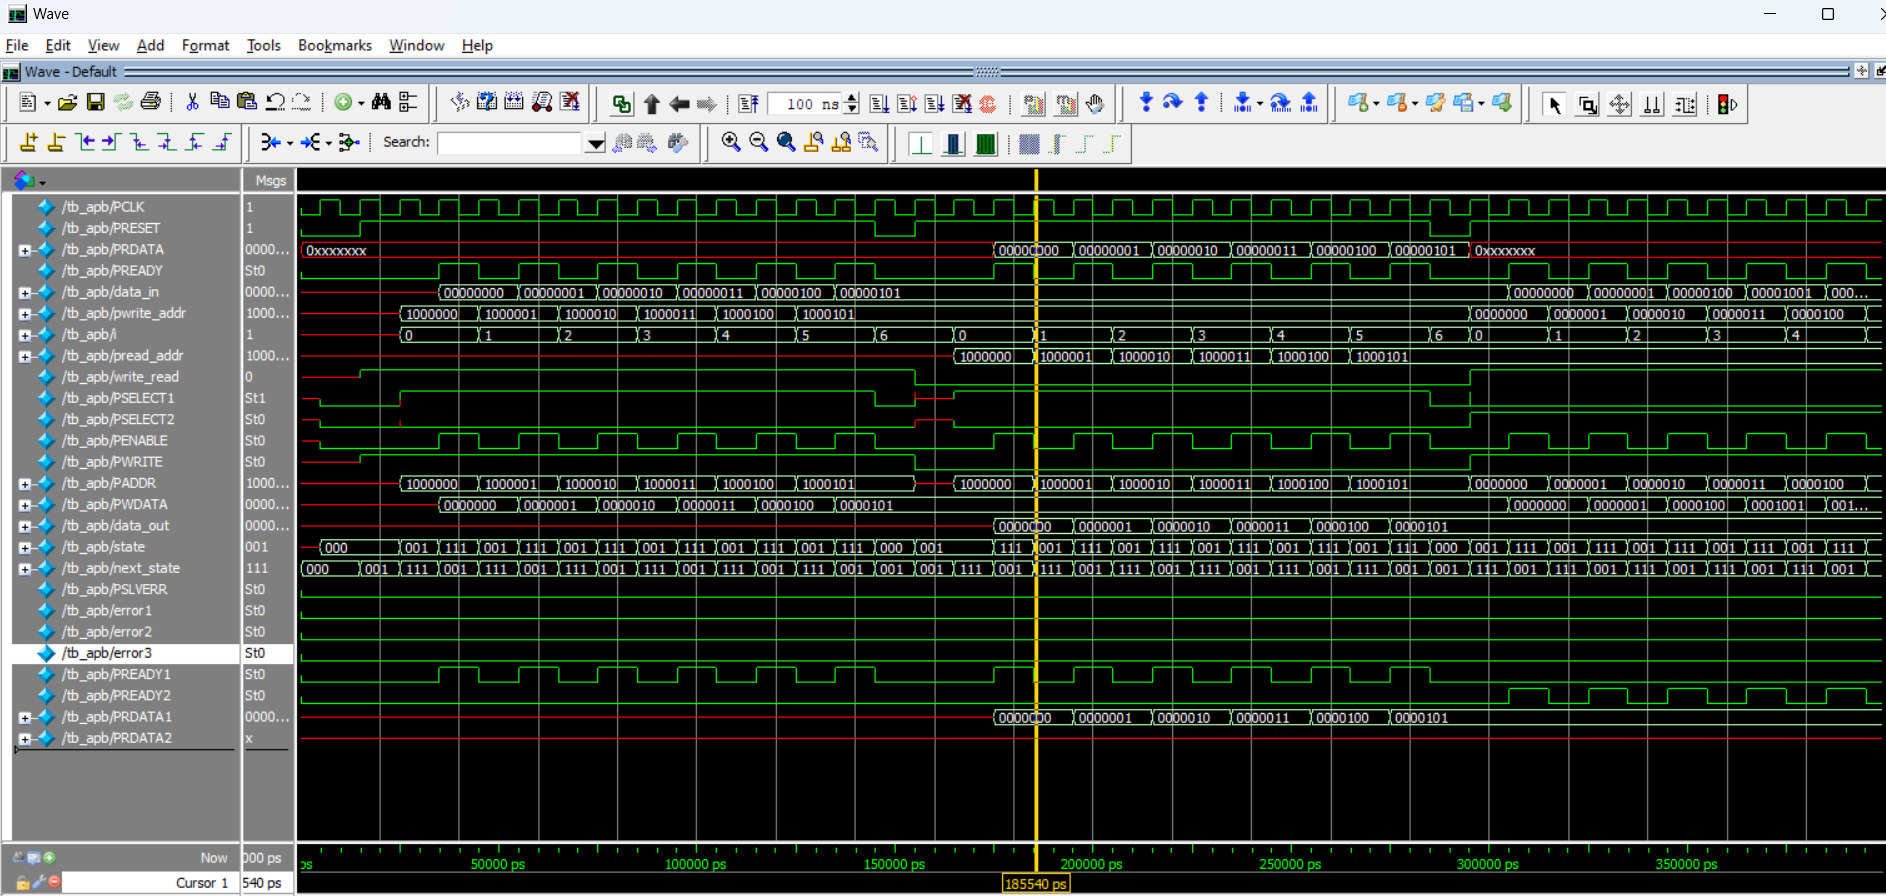 Wave
File Edit View Add Format Tools Bookmarks Window Help
Wave - Default
100 ns
Search:
Msgs
/tb_apb/PCLK 1
/tb_apb/PRESET 1
/tb_apb/PRDATA 0000... 0xxxxxxx 00000000 00000001 00000010 00000011 00000100 00000101 0xxxxxxx
/tb_apb/PREADY St0
/tb_apb/data_in 0000... 00000000 00000001 00000010 00000011 00000100 00000101 00000000 00000001 00000100 00001001 000...
/tb_apb/pwrite_addr 1000... 1000000 1000001 1000010 1000011 1000100 1000101 0000000 0000001 0000010 0000011 0000100
/tb_apb/i 1 0 1 2 3 4 5 6 0 1 2 3 4 5 6 0 1 2 3 4
/tb_apb/pread_addr 1000... 1000000 1000001 1000010 1000011 1000100 1000101
/tb_apb/write_read 0
/tb_apb/PSELECT1 St1
/tb_apb/PSELECT2 St0
/tb_apb/PENABLE St0
/tb_apb/PWRITE St0
/tb_apb/PADDR 1000... 1000000 1000001 1000010 1000011 1000100 1000101 1000000 1000001 1000010 1000011 1000100 1000101 0000000 0000001 0000010 0000011 0000100
/tb_apb/PWDATA 0000... 0000000 0000001 0000010 0000011 0000100 0000101 0000000 0000001 0000100 0001001 001...
/tb_apb/data_out 0000... 0000000 0000001 0000010 0000011 0000100 0000101
/tb_apb/state 001 000 001 111 001 111 001 111 001 111 001 111 001 111 000 001 111 001 111 001 111 001 111 001 111 001 111 000 001 111 001 111 001 111 001 111 001 111
/tb_apb/next_state 111 000 001 111 001 111 001 111 001 111 001 111 001 111 001 001 001 111 001 111 001 111 001 111 001 111 001 111 001 001 111 001 111 001 111 001 111 001 111 001
/tb_apb/PSLVERR St0
/tb_apb/error1 St0
/tb_apb/error2 St0
/tb_apb/error3 St0
/tb_apb/PREADY1 St0
/tb_apb/PREADY2 St0
/tb_apb/PRDATA1 0000... 0000000 0000001 0000010 0000011 0000100 0000101
/tb_apb/PRDATA2 x
Now 000 ps ps 50000 ps 100000 ps 150000 ps 200000 ps 250000 ps 300000 ps 350000 ps
Cursor 1 540 ps 185540 ps